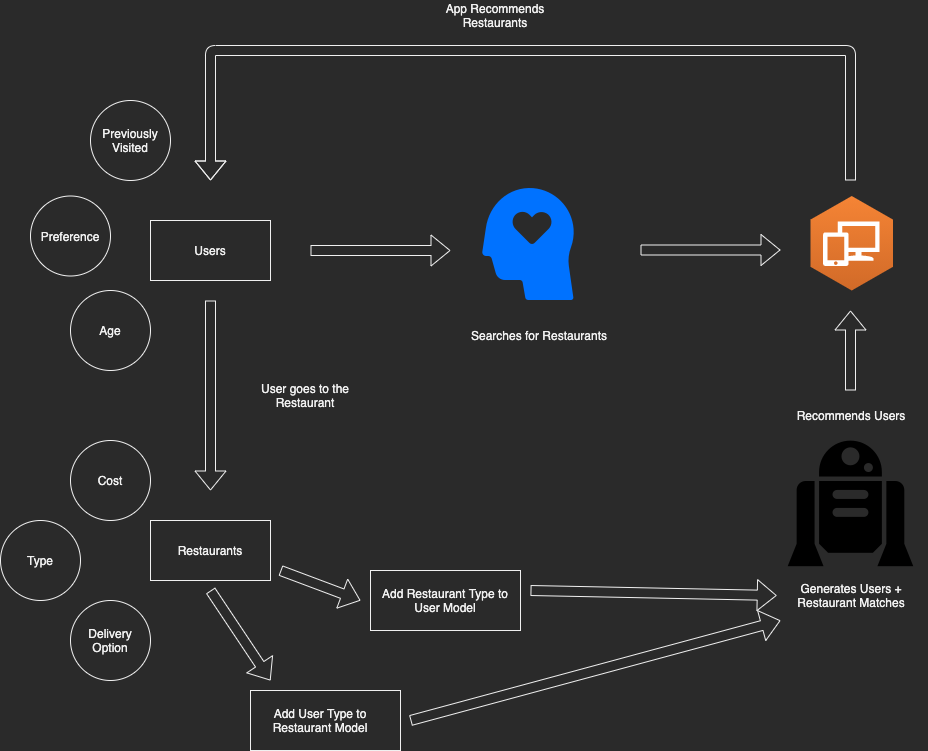 App Recommends
Restaurants
Previously
Visited
Preference
Users
Age
Searches for Restaurants
User goes to the
Restaurant
Recommends Users
Cost
Restaurants
Type
Add Restaurant Type to
User Model
Generates Users +
Restaurant Matches
Delivery
Option
Add User Type to
Restaurant Model